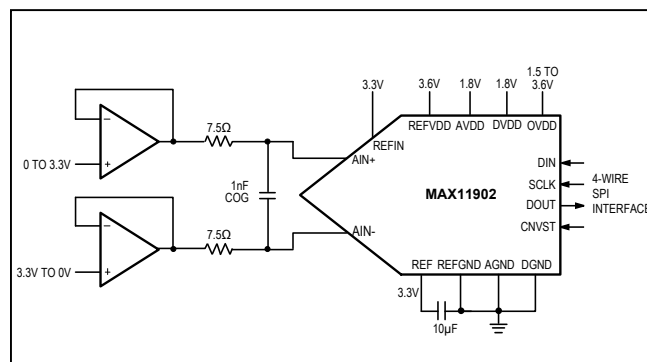 1.5 TO
3.3V 3.6V 1.8V 1.8V 3.6V
REFIN REFVDD AVDD DVDD OVDD
−
+
0 TO 3.3V
7.5Ω
AIN+
1nF
COG
MAX11902
DIN
SCLK
DOUT
CNVST
4-WIRE
SPI
INTERFACE
−
+
3.3V TO 0V
7.5Ω
AIN-
REF REFGND AGND DGND
3.3V
10µF